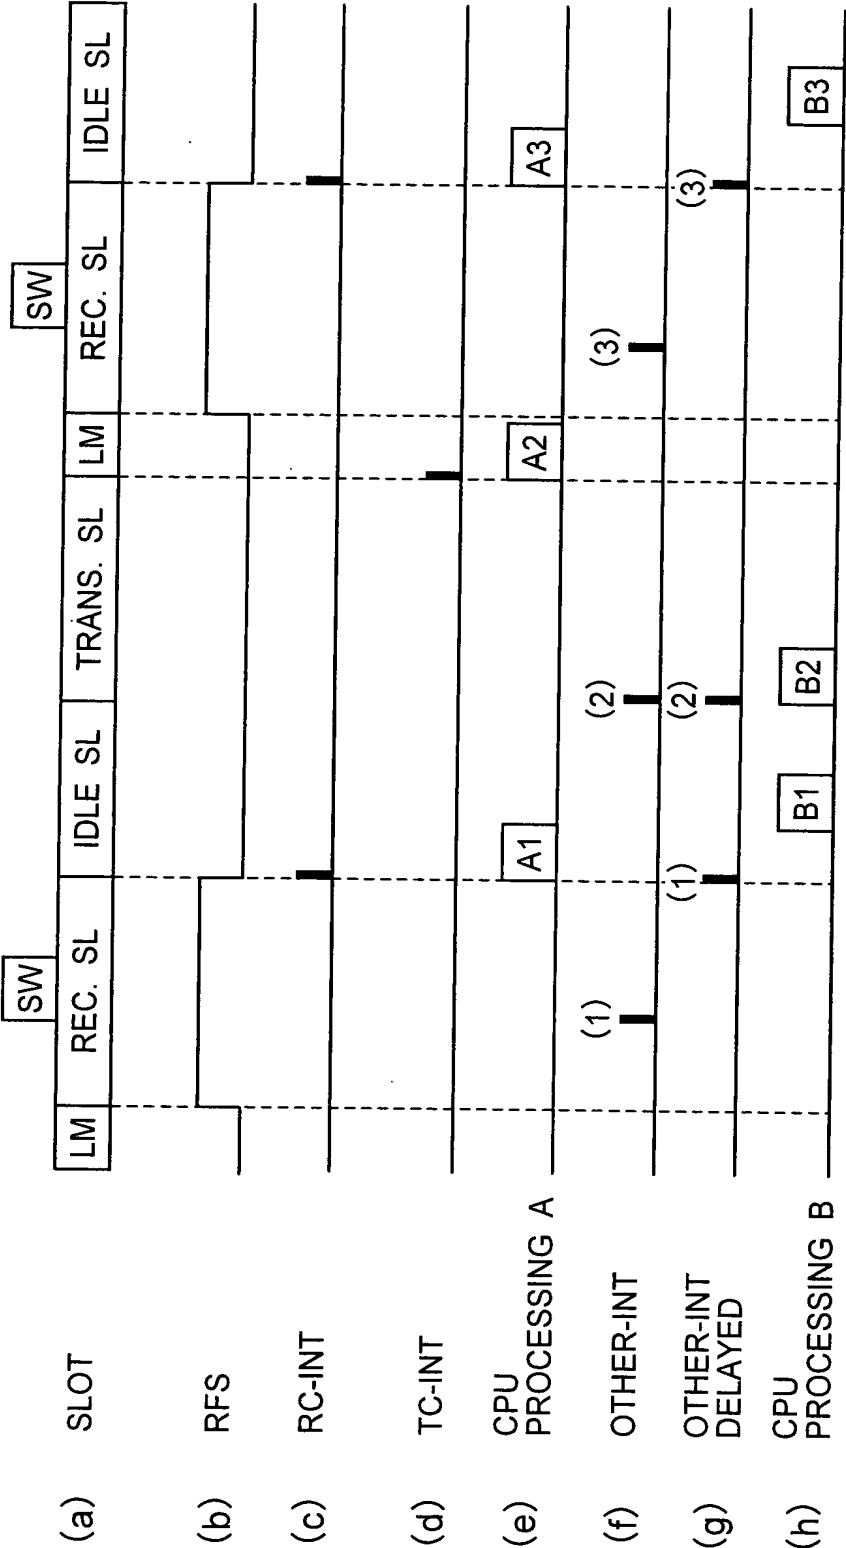 SW
SW
(a) SLOT LM REC. SL IDLE SL TRANS. SL LM REC. SL IDLE SL
(b) RFS
(c) RC-INT
(d) TC-INT
(e) CPU
PROCESSING A A1 A2 A3
(f) OTHER-INT (1) (2) (3)
(g) OTHER-INT
DELAYED (1) (2) (3)
(h) CPU
PROCESSING B B1 B2 B3